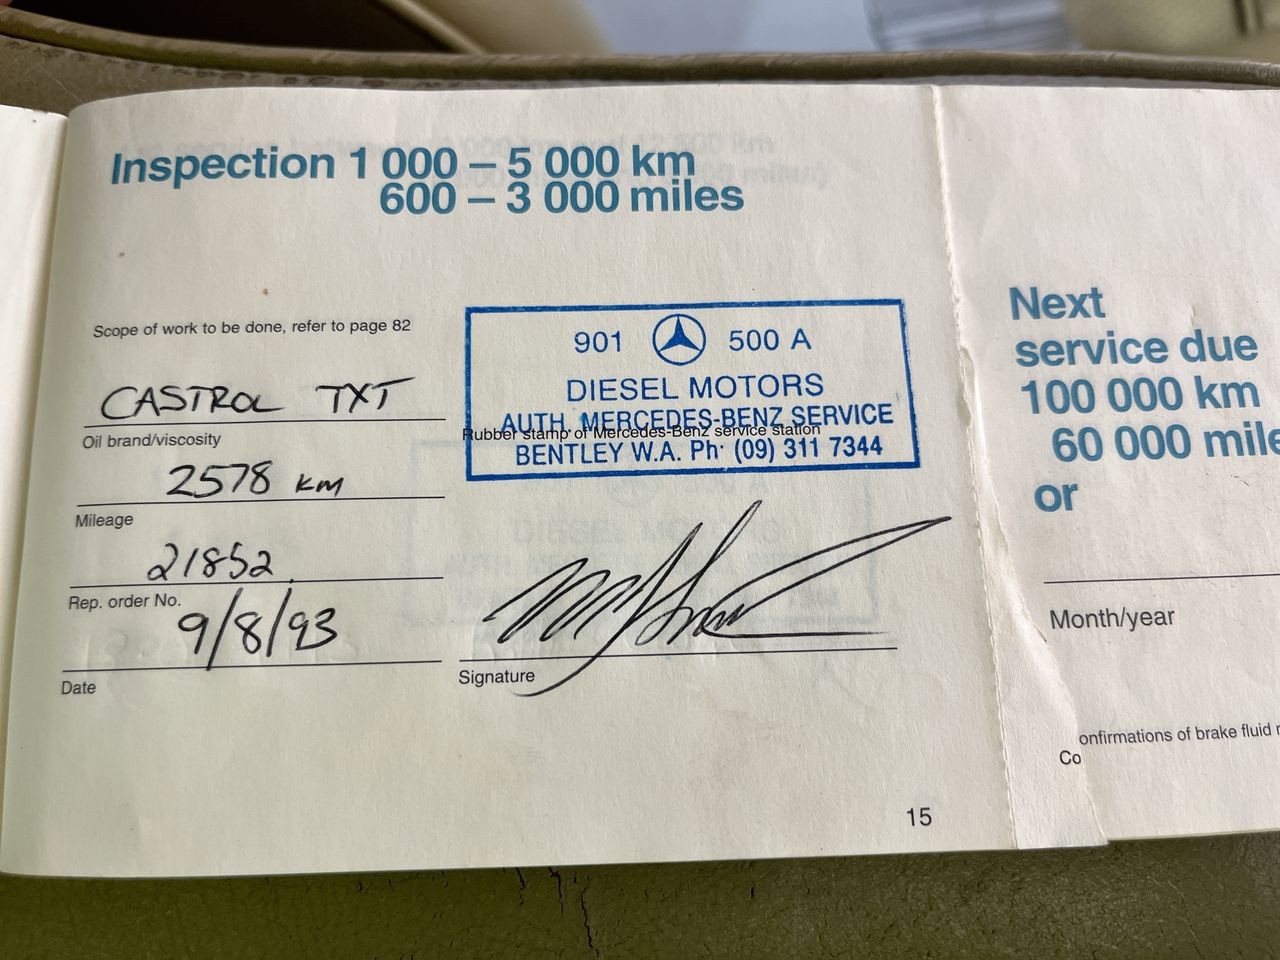 Inspection 1 000 – 5 000 km
600 – 3 000 miles
Scope of work to be done, refer to page 82
CASTROL TXT
Oil brand/viscosity
2578 km
Mileage
21852
Rep. order No.
9/8/93
Date
901 500 A
DIESEL MOTORS
AUTH. MERCEDES-BENZ SERVICE
Rubber stamp of Mercedes-Benz service station
BENTLEY W.A. Ph: (09) 311 7344
Signature
15
Next
service due
100 000 km
60 000 mile
or
Month/year
onfirmations of brake fluid
Co